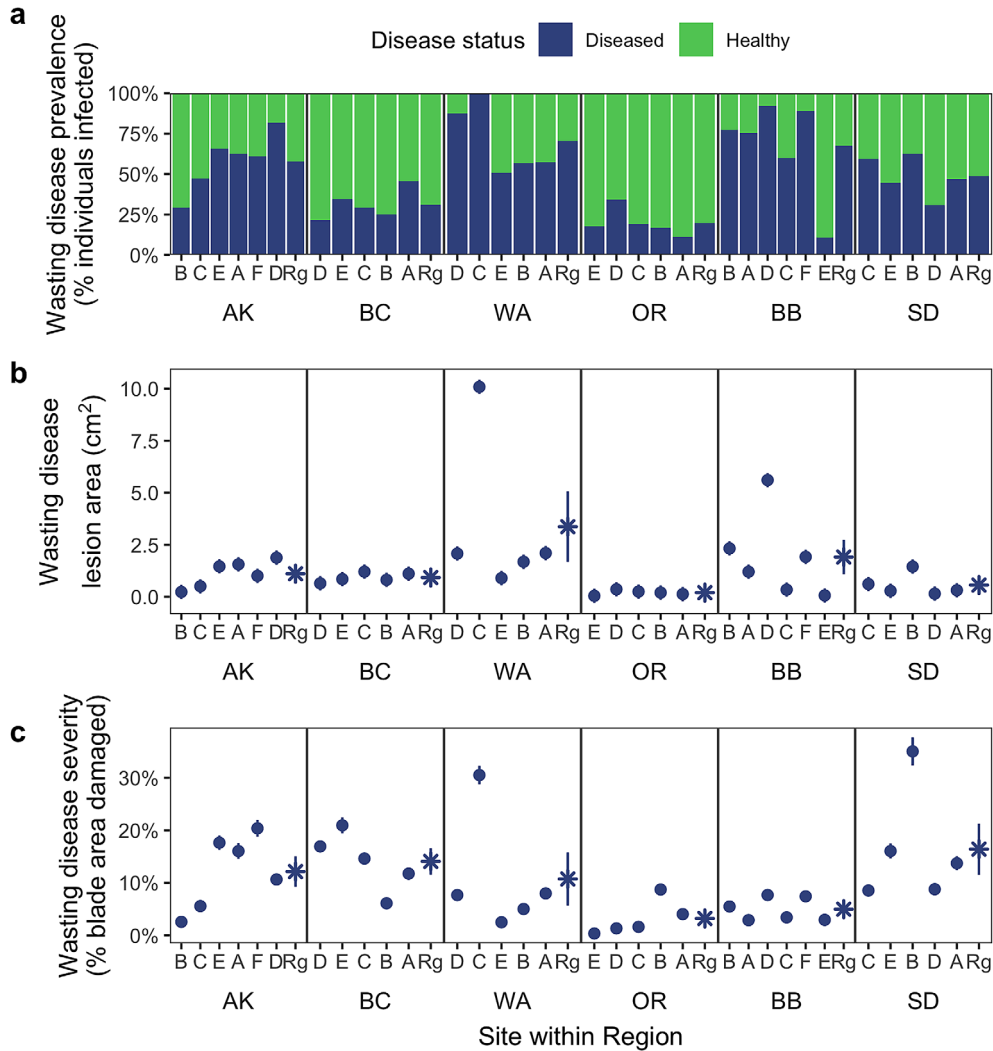 a
Disease status Diseased Healthy
Wasting disease prevalence
(% individuals infected)
100%
75%
50%
25%
0%
B C E A F D Rg D E C B A Rg D C E B A Rg E D C B A Rg B A D C F E Rg C E B D A Rg
AK BC WA OR BB SD
b
Wasting disease
lesion area (cm²)
10.0
7.5
5.0
2.5
0.0
B C E A F D Rg D E C B A Rg D C E B A Rg E D C B A Rg B A D C F E Rg C E B D A Rg
AK BC WA OR BB SD
c
Wasting disease severity
(% blade area damaged)
30%
20%
10%
0%
B C E A F D Rg D E C B A Rg D C E B A Rg E D C B A Rg B A D C F E Rg C E B D A Rg
AK BC WA OR BB SD
Site within Region